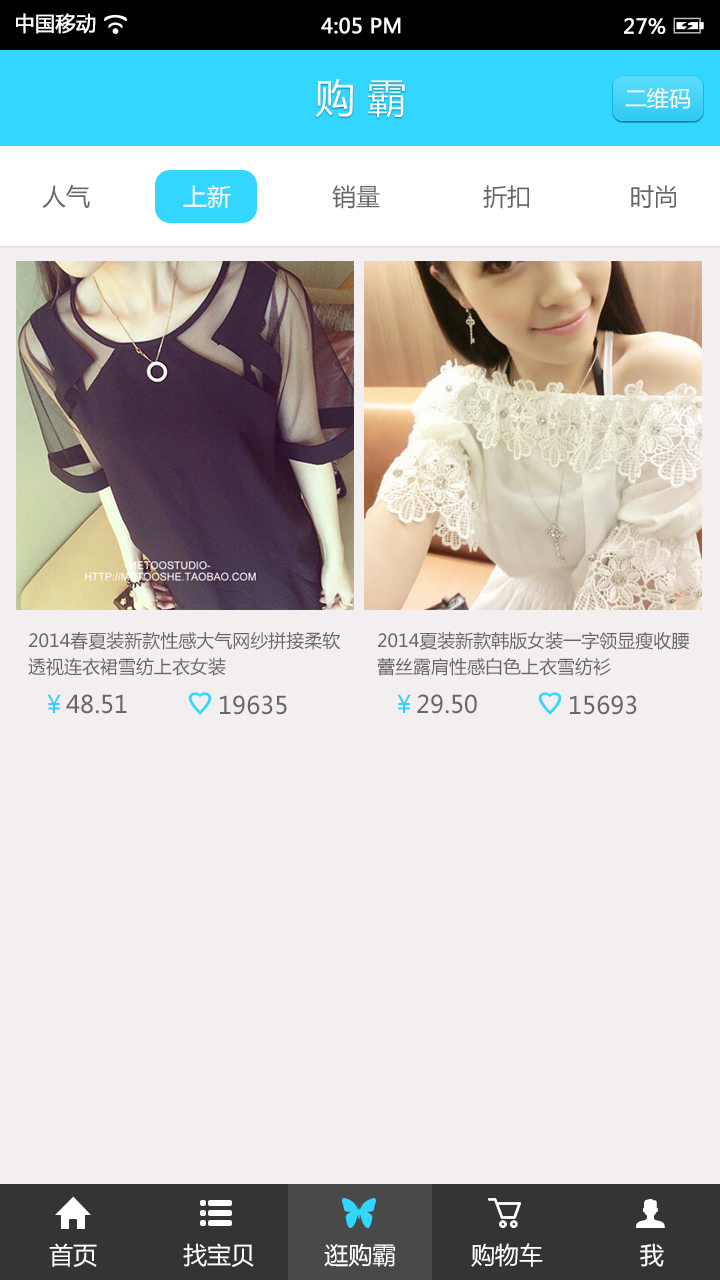 中国移动 4:05 PM 27%
购 霸 二维码
人气 上新 销量 折扣 时尚
HTTP://METOOSHE.TAOBAO.COM
2014春夏装新款性感大气网纱拼接柔软
透视连衣裙雪纺上衣女装
¥48.51 19635
2014夏装新款韩版女装一字领显瘦收腰
蕾丝露肩性感白色上衣雪纺衫
¥29.50 15693
首页 找宝贝 逛购霸 购物车 我